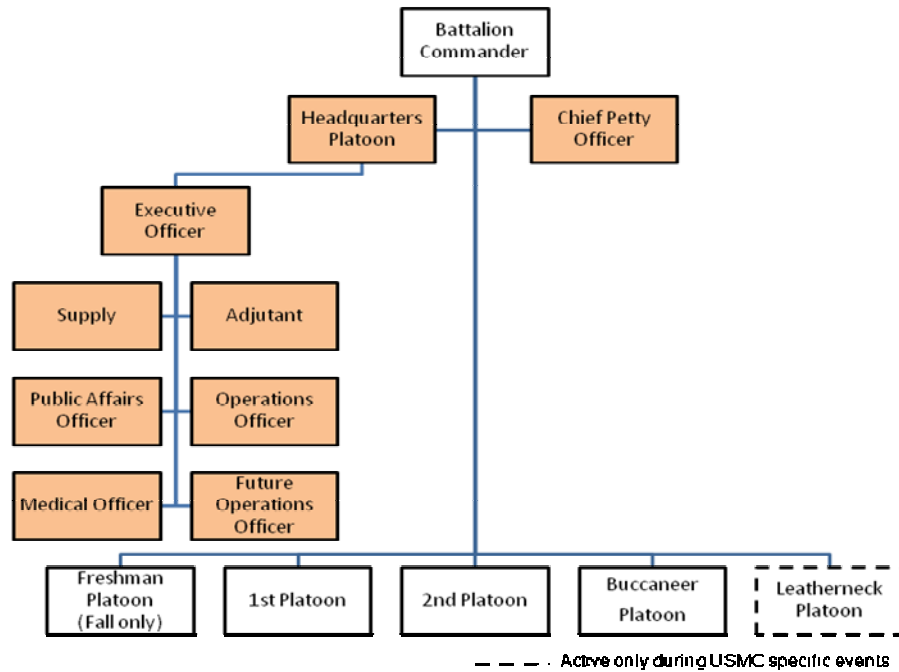 Battalion
Commander
Headquarters
Platoon
Chief Petty
Officer
Executive
Officer
Supply
Adjutant
Public Affairs
Officer
Operations
Officer
Medical Officer
Future
Operations
Officer
Freshman
Platoon
(Fall only)
1st Platoon
2nd Platoon
Buccaneer
Platoon
Leatherneck
Platoon
Active only during USMC specific events